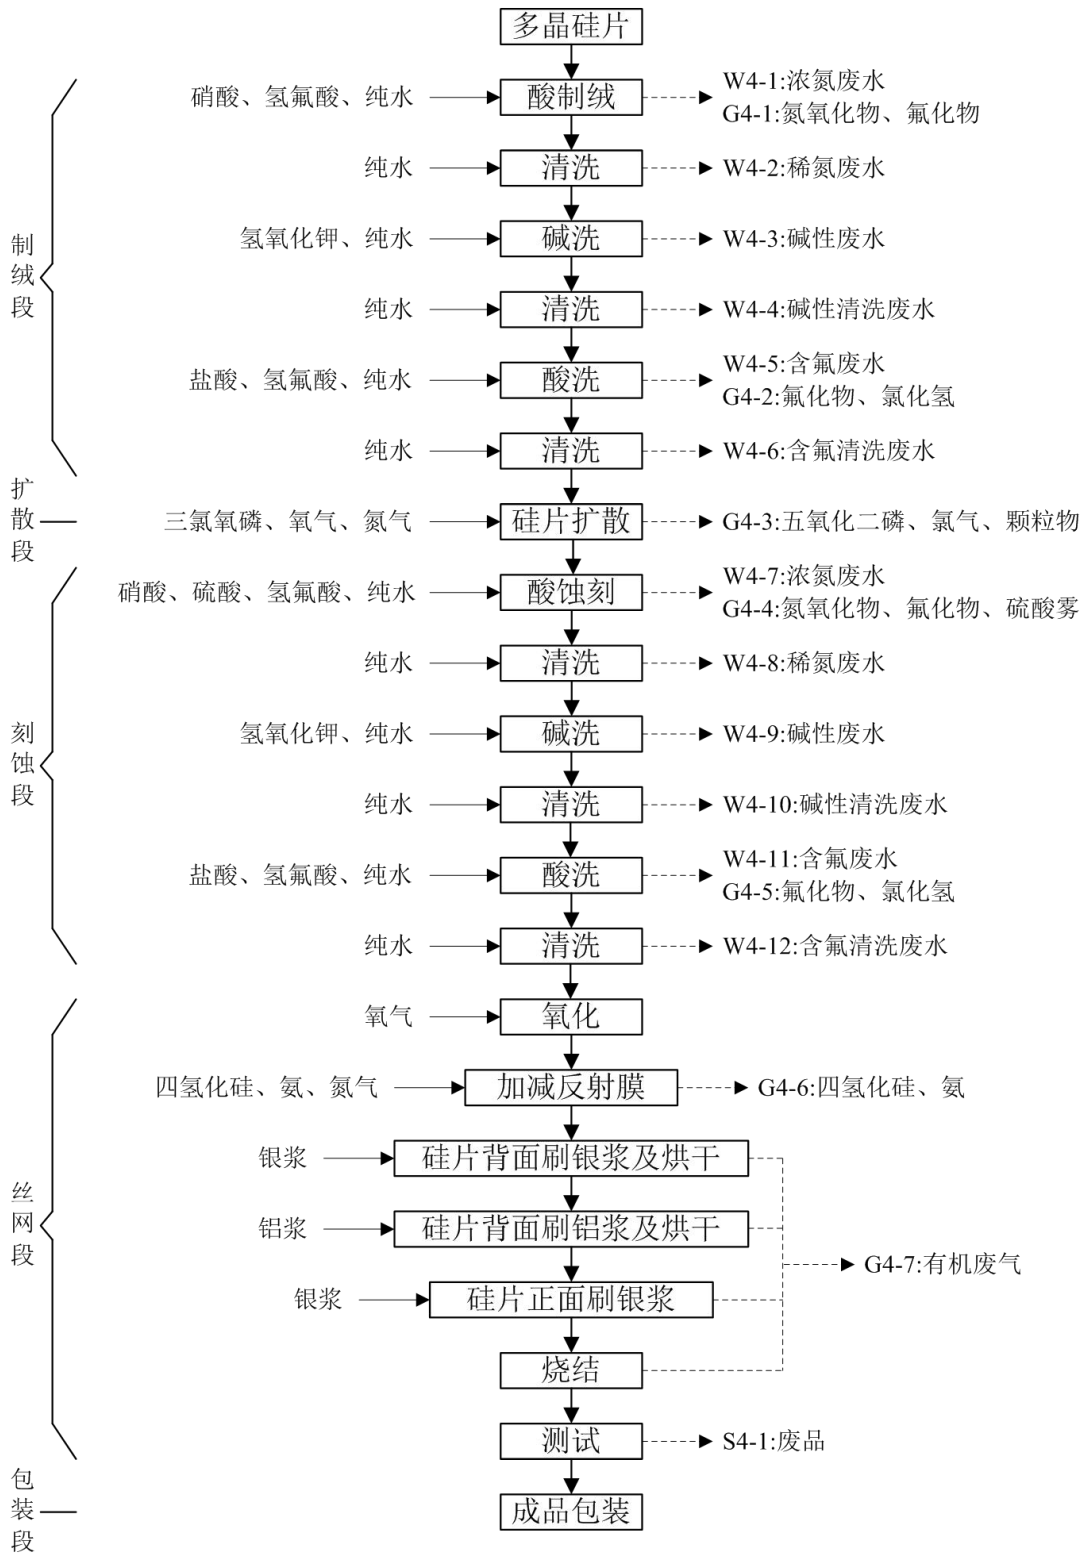 多晶硅片
硝酸、氢氟酸、纯水
酸制绒
W4-1:浓氮废水
G4-1:氮氧化物、氟化物
纯水
清洗
W4-2:稀氮废水
制绒段
氢氧化钾、纯水
碱洗
W4-3:碱性废水
纯水
清洗
W4-4:碱性清洗废水
盐酸、氢氟酸、纯水
酸洗
W4-5:含氟废水
G4-2:氟化物、氯化氢
纯水
清洗
W4-6:含氟清洗废水
扩散段
三氯氧磷、氧气、氮气
硅片扩散
G4-3:五氧化二磷、氯气、颗粒物
硝酸、硫酸、氢氟酸、纯水
酸蚀刻
W4-7:浓氮废水
G4-4:氮氧化物、氟化物、硫酸雾
纯水
清洗
W4-8:稀氮废水
刻蚀段
氢氧化钾、纯水
碱洗
W4-9:碱性废水
纯水
清洗
W4-10:碱性清洗废水
盐酸、氢氟酸、纯水
酸洗
W4-11:含氟废水
G4-5:氟化物、氯化氢
纯水
清洗
W4-12:含氟清洗废水
氧气
氧化
四氢化硅、氨、氮气
加减反射膜
G4-6:四氢化硅、氨
银浆
硅片背面刷银浆及烘干
丝网段
铝浆
硅片背面刷铝浆及烘干
G4-7:有机废气
银浆
硅片正面刷银浆
烧结
测试
S4-1:废品
包装段
成品包装